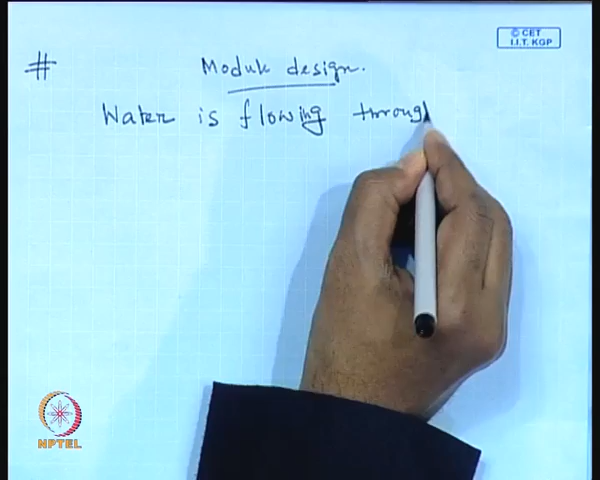 © CET
I.I.T. KGP
# Module design.
Water is flowing through
NPTEL